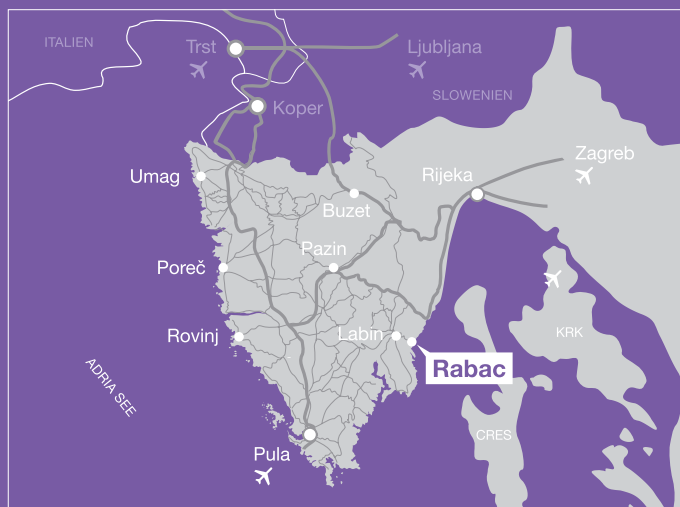 ITALIEN
Trst
Ljubljana
SLOWENIEN
Koper
Zagreb
Umag
Rijeka
Buzet
Pazin
Poreč
Rovinj
Labin
KRK
Rabac
ADRIA SEE
CRES
Pula